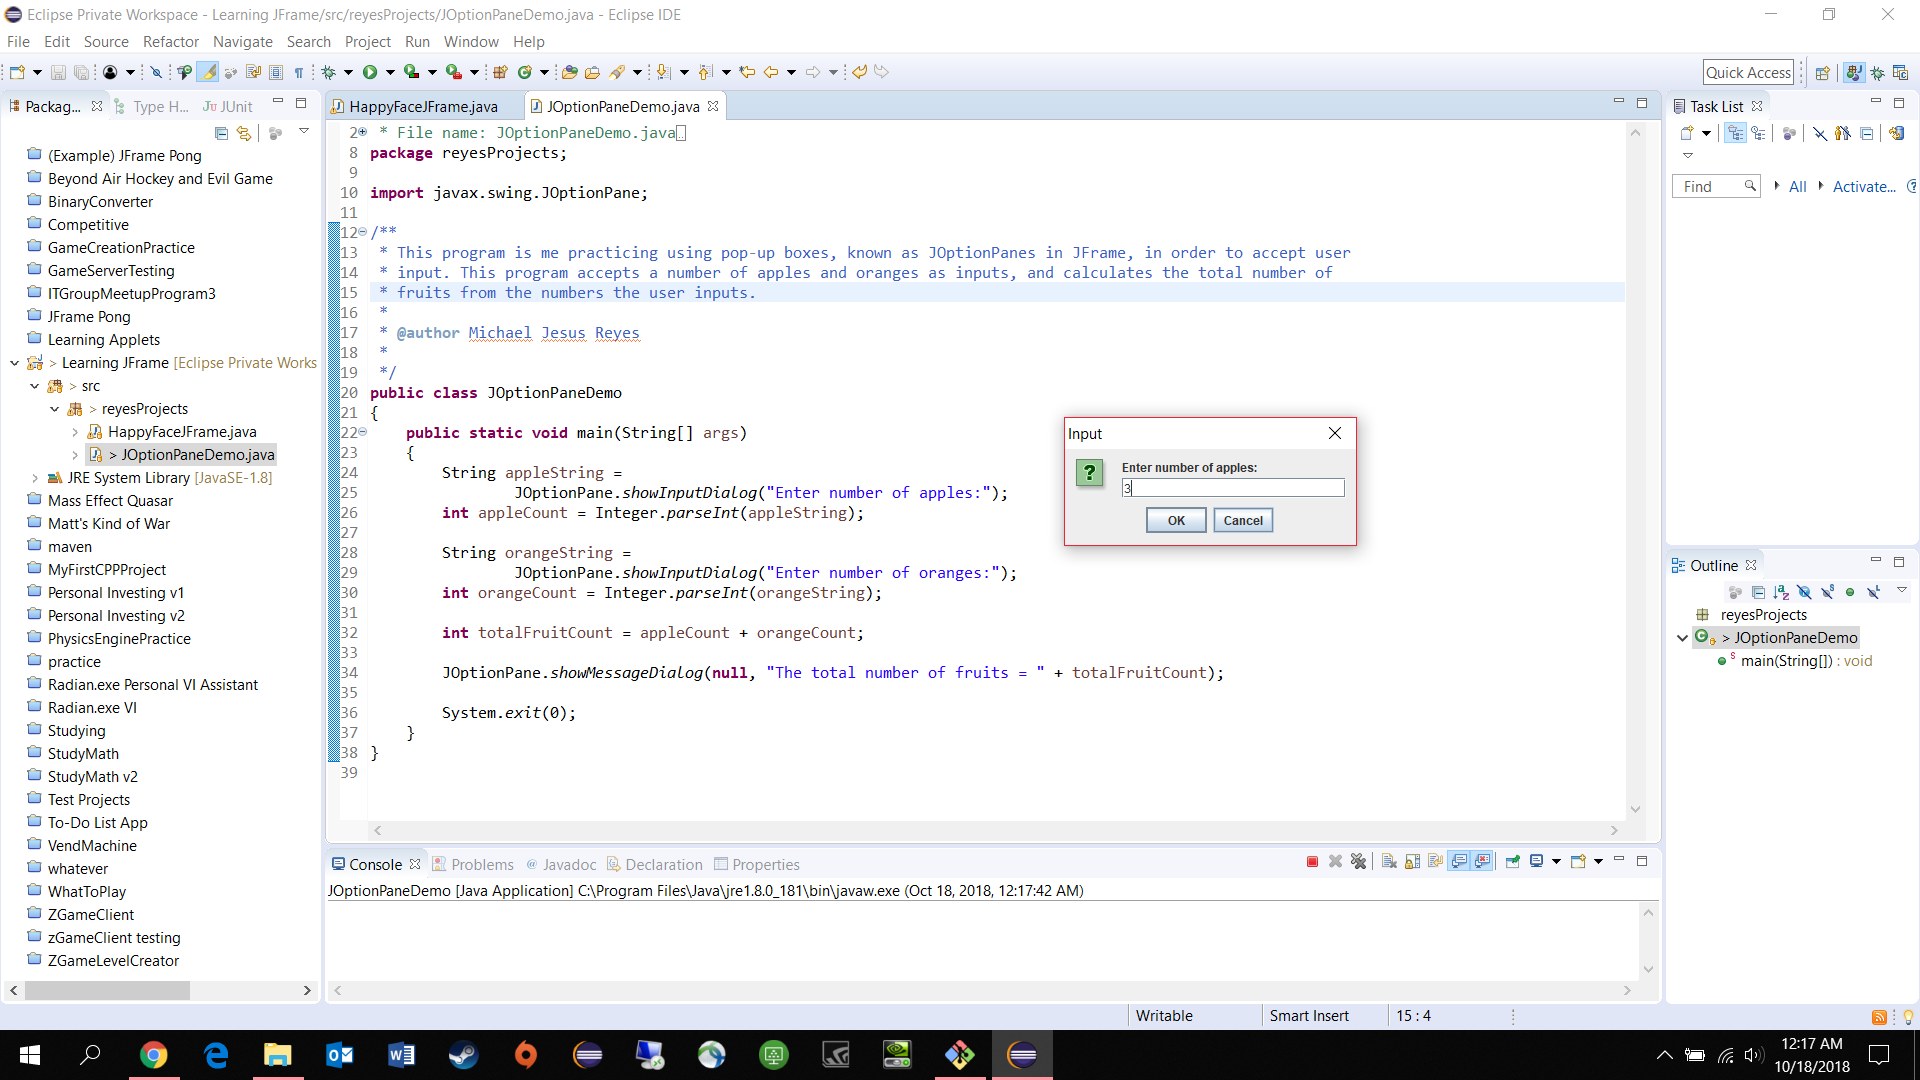 Eclipse Private Workspace - Learning JFrame/src/reyesProjects/JOptionPaneDemo.java - Eclipse IDE
File Edit Source Refactor Navigate Search Project Run Window Help
Quick Access
Packag...
Type H...
JUnit
(Example) JFrame Pong
Beyond Air Hockey and Evil Game
BinaryConverter
Competitive
GameCreationPractice
GameServerTesting
ITGroupMeetupProgram3
JFrame Pong
Learning Applets
> Learning JFrame [Eclipse Private Works
> src
> reyesProjects
HappyFaceJFrame.java
> JOptionPaneDemo.java
JRE System Library [JavaSE-1.8]
Mass Effect Quasar
Matt's Kind of War
maven
MyFirstCPPProject
Personal Investing v1
Personal Investing v2
PhysicsEnginePractice
practice
Radian.exe Personal VI Assistant
Radian.exe VI
Studying
StudyMath
StudyMath v2
Test Projects
To-Do List App
VendMachine
whatever
WhatToPlay
ZGameClient
zGameClient testing
ZGameLevelCreator
HappyFaceJFrame.java
JOptionPaneDemo.java
2 * File name: JOptionPaneDemo.java
8 package reyesProjects;
9
10 import javax.swing.JOptionPane;
11
12 /**
13 * This program is me practicing using pop-up boxes, known as JOptionPanes in JFrame, in order to accept user
14 * input. This program accepts a number of apples and oranges as inputs, and calculates the total number of
15 * fruits from the numbers the user inputs.
16 *
17 * @author Michael Jesus Reyes
18 *
19 */
20 public class JOptionPaneDemo
21 {
22 public static void main(String[] args)
23 {
24 String appleString =
25 JOptionPane.showInputDialog("Enter number of apples:");
26 int appleCount = Integer.parseInt(appleString);
27
28 String orangeString =
29 JOptionPane.showInputDialog("Enter number of oranges:");
30 int orangeCount = Integer.parseInt(orangeString);
31
32 int totalFruitCount = appleCount + orangeCount;
33
34 JOptionPane.showMessageDialog(null, "The total number of fruits = " + totalFruitCount);
35
36 System.exit(0);
37 }
38 }
39
Input
Enter number of apples:
3
OK
Cancel
Console
Problems
@ Javadoc
Declaration
Properties
JOptionPaneDemo [Java Application] C:\Program Files\Java\jre1.8.0_181\bin\javaw.exe (Oct 18, 2018, 12:17:42 AM)
Task List
Find
All
Activate...
Outline
reyesProjects
> JOptionPaneDemo
main(String[]) : void
Writable
Smart Insert
15 : 4
12:17 AM
10/18/2018